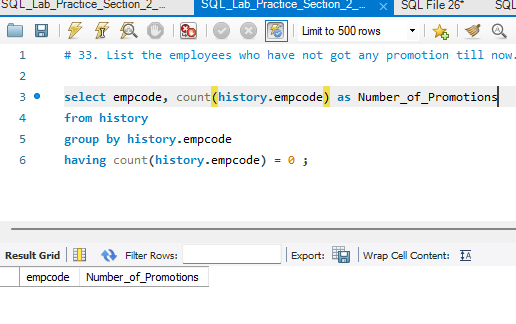 SQL_Lab_Practice_Section_2_... SQL_Lab_Practice_Section_2_... SQL File 26* SQL
Limit to 500 rows
1 # 33. List the employees who have not got any promotion till now.
2
3 select empcode, count(history.empcode) as Number_of_Promotions
4 from history
5 group by history.empcode
6 having count(history.empcode) = 0 ;
Result Grid Filter Rows: Export: Wrap Cell Content: IA
empcode Number_of_Promotions